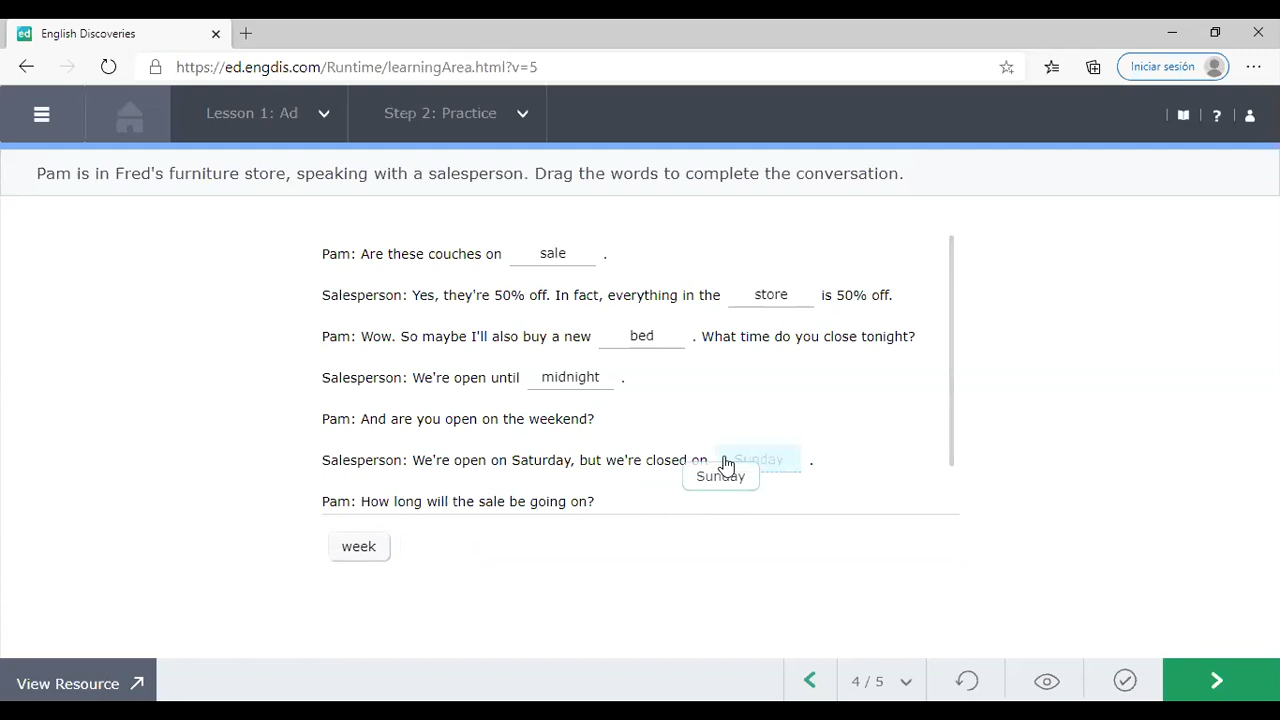 ed English Discoveries
https://ed.engdis.com/Runtime/learningArea.html?v=5
Iniciar sesión
Lesson 1: Ad
Step 2: Practice
?
Pam is in Fred's furniture store, speaking with a salesperson. Drag the words to complete the conversation.
Pam: Are these couches on sale .
Salesperson: Yes, they're 50% off. In fact, everything in the store is 50% off.
Pam: Wow. So maybe I'll also buy a new bed . What time do you close tonight?
Salesperson: We're open until midnight .
Pam: And are you open on the weekend?
Salesperson: We're open on Saturday, but we're closed on Sunday .
Sunday
Pam: How long will the sale be going on?
week
View Resource
4 / 5